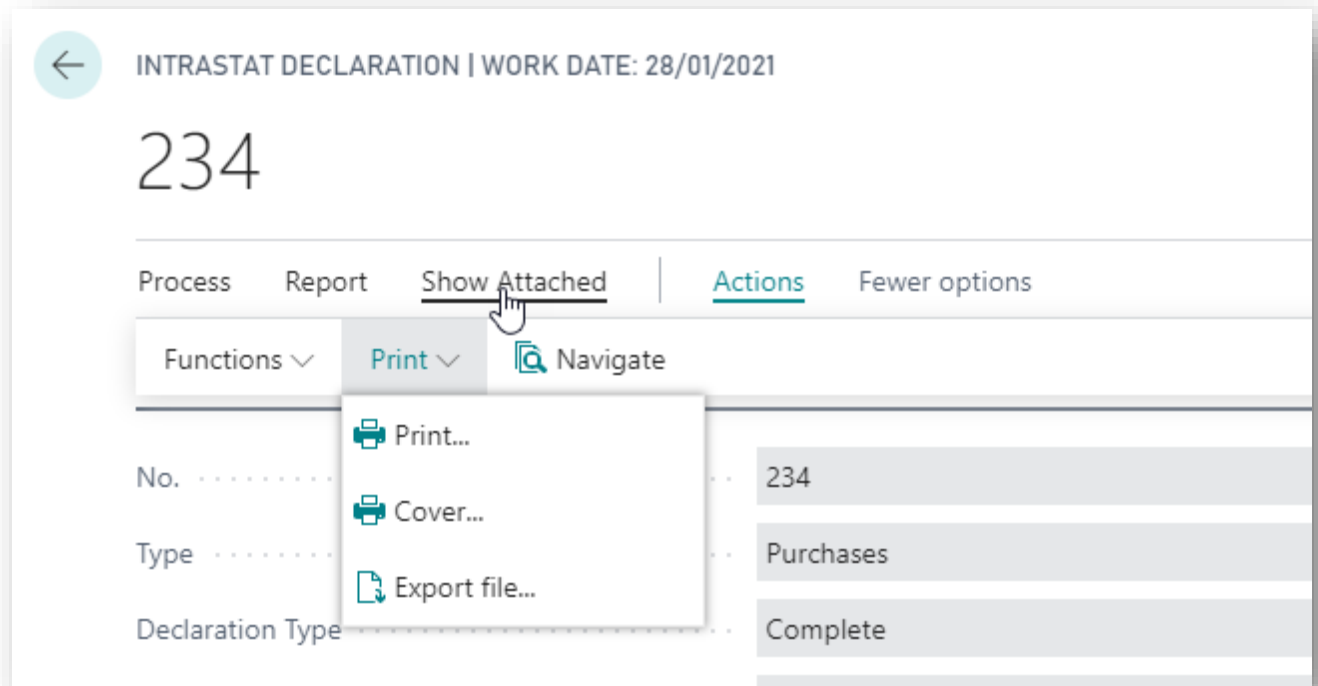 INTRASTAT DECLARATION | WORK DATE: 28/01/2021
234
Process Report Show Attached Actions Fewer options
Functions Print Navigate
Print...
Cover...
Export file...
No. 234
Type Purchases
Declaration Type Complete